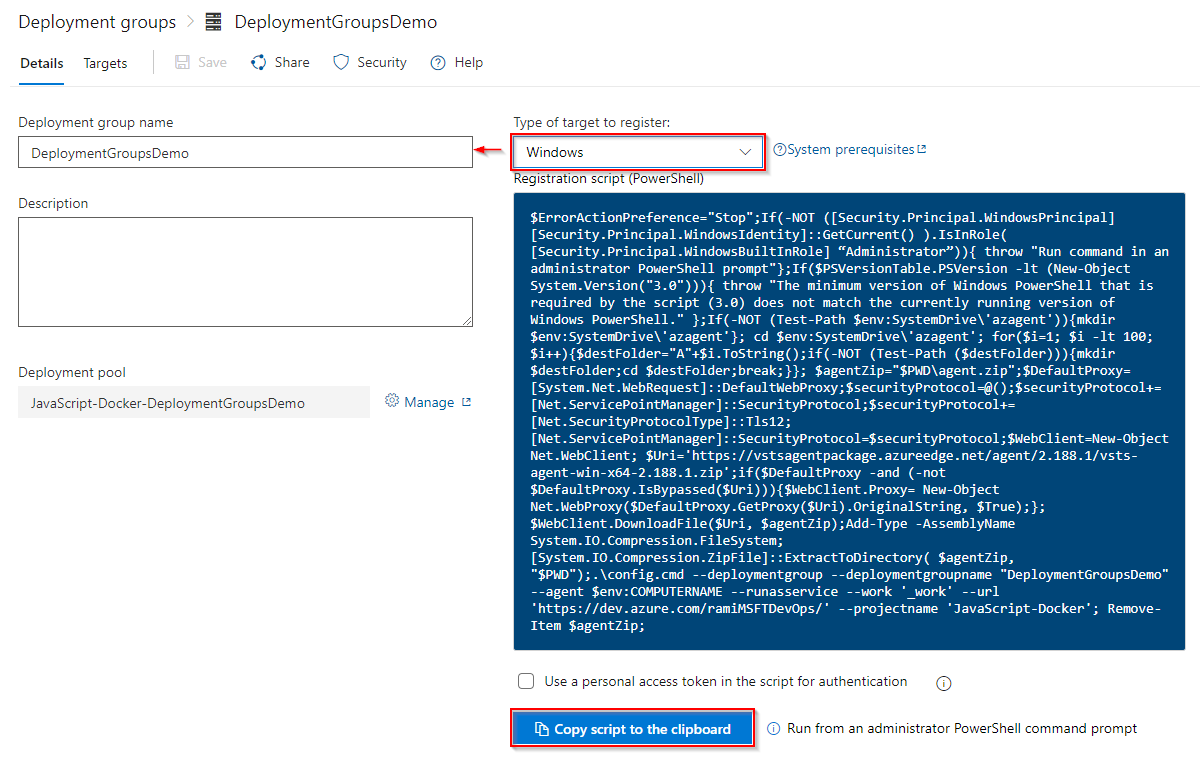 Deployment groups > DeploymentGroupsDemo
Details Targets Save Share Security Help
Deployment group name
DeploymentGroupsDemo
Description
Deployment pool
JavaScript-Docker-DeploymentGroupsDemo
Manage
Type of target to register:
Windows
System prerequisites
Registration script (PowerShell)
$ErrorActionPreference="Stop";If(-NOT ([Security.Principal.WindowsPrincipal]
[Security.Principal.WindowsIdentity]::GetCurrent() ).IsInRole(
[Security.Principal.WindowsBuiltInRole] “Administrator”)){ throw "Run command in an
administrator PowerShell prompt"};If($PSVersionTable.PSVersion -lt (New-Object
System.Version("3.0"))){ throw "The minimum version of Windows PowerShell that is
required by the script (3.0) does not match the currently running version of
Windows PowerShell." };If(-NOT (Test-Path $env:SystemDrive\'azagent')){mkdir
$env:SystemDrive\'azagent'}; cd $env:SystemDrive\'azagent'; for($i=1; $i -lt 100;
$i++){$destFolder="A"+$i.ToString();if(-NOT (Test-Path ($destFolder))){mkdir
$destFolder;cd $destFolder;break;}}; $agentZip="$PWD\agent.zip";$DefaultProxy=
[System.Net.WebRequest]::DefaultWebProxy;$securityProtocol=@();$securityProtocol+=
[Net.ServicePointManager]::SecurityProtocol;$securityProtocol+=
[Net.SecurityProtocolType]::Tls12;
[Net.ServicePointManager]::SecurityProtocol=$securityProtocol;$WebClient=New-Object
Net.WebClient; $Uri='https://vstsagentpackage.azureedge.net/agent/2.188.1/vsts-
agent-win-x64-2.188.1.zip';if($DefaultProxy -and (-not
$DefaultProxy.IsBypassed($Uri))){$WebClient.Proxy= New-Object
Net.WebProxy($DefaultProxy.GetProxy($Uri).OriginalString, $True);};
$WebClient.DownloadFile($Uri, $agentZip);Add-Type -AssemblyName
System.IO.Compression.FileSystem;
[System.IO.Compression.ZipFile]::ExtractToDirectory( $agentZip,
"$PWD");.\config.cmd --deploymentgroup --deploymentgroupname "DeploymentGroupsDemo"
--agent $env:COMPUTERNAME --runasservice --work '_work' --url
'https://dev.azure.com/ramiMSFTDevOps/' --projectname 'JavaScript-Docker'; Remove-
Item $agentZip;
Use a personal access token in the script for authentication
Copy script to the clipboard
Run from an administrator PowerShell command prompt